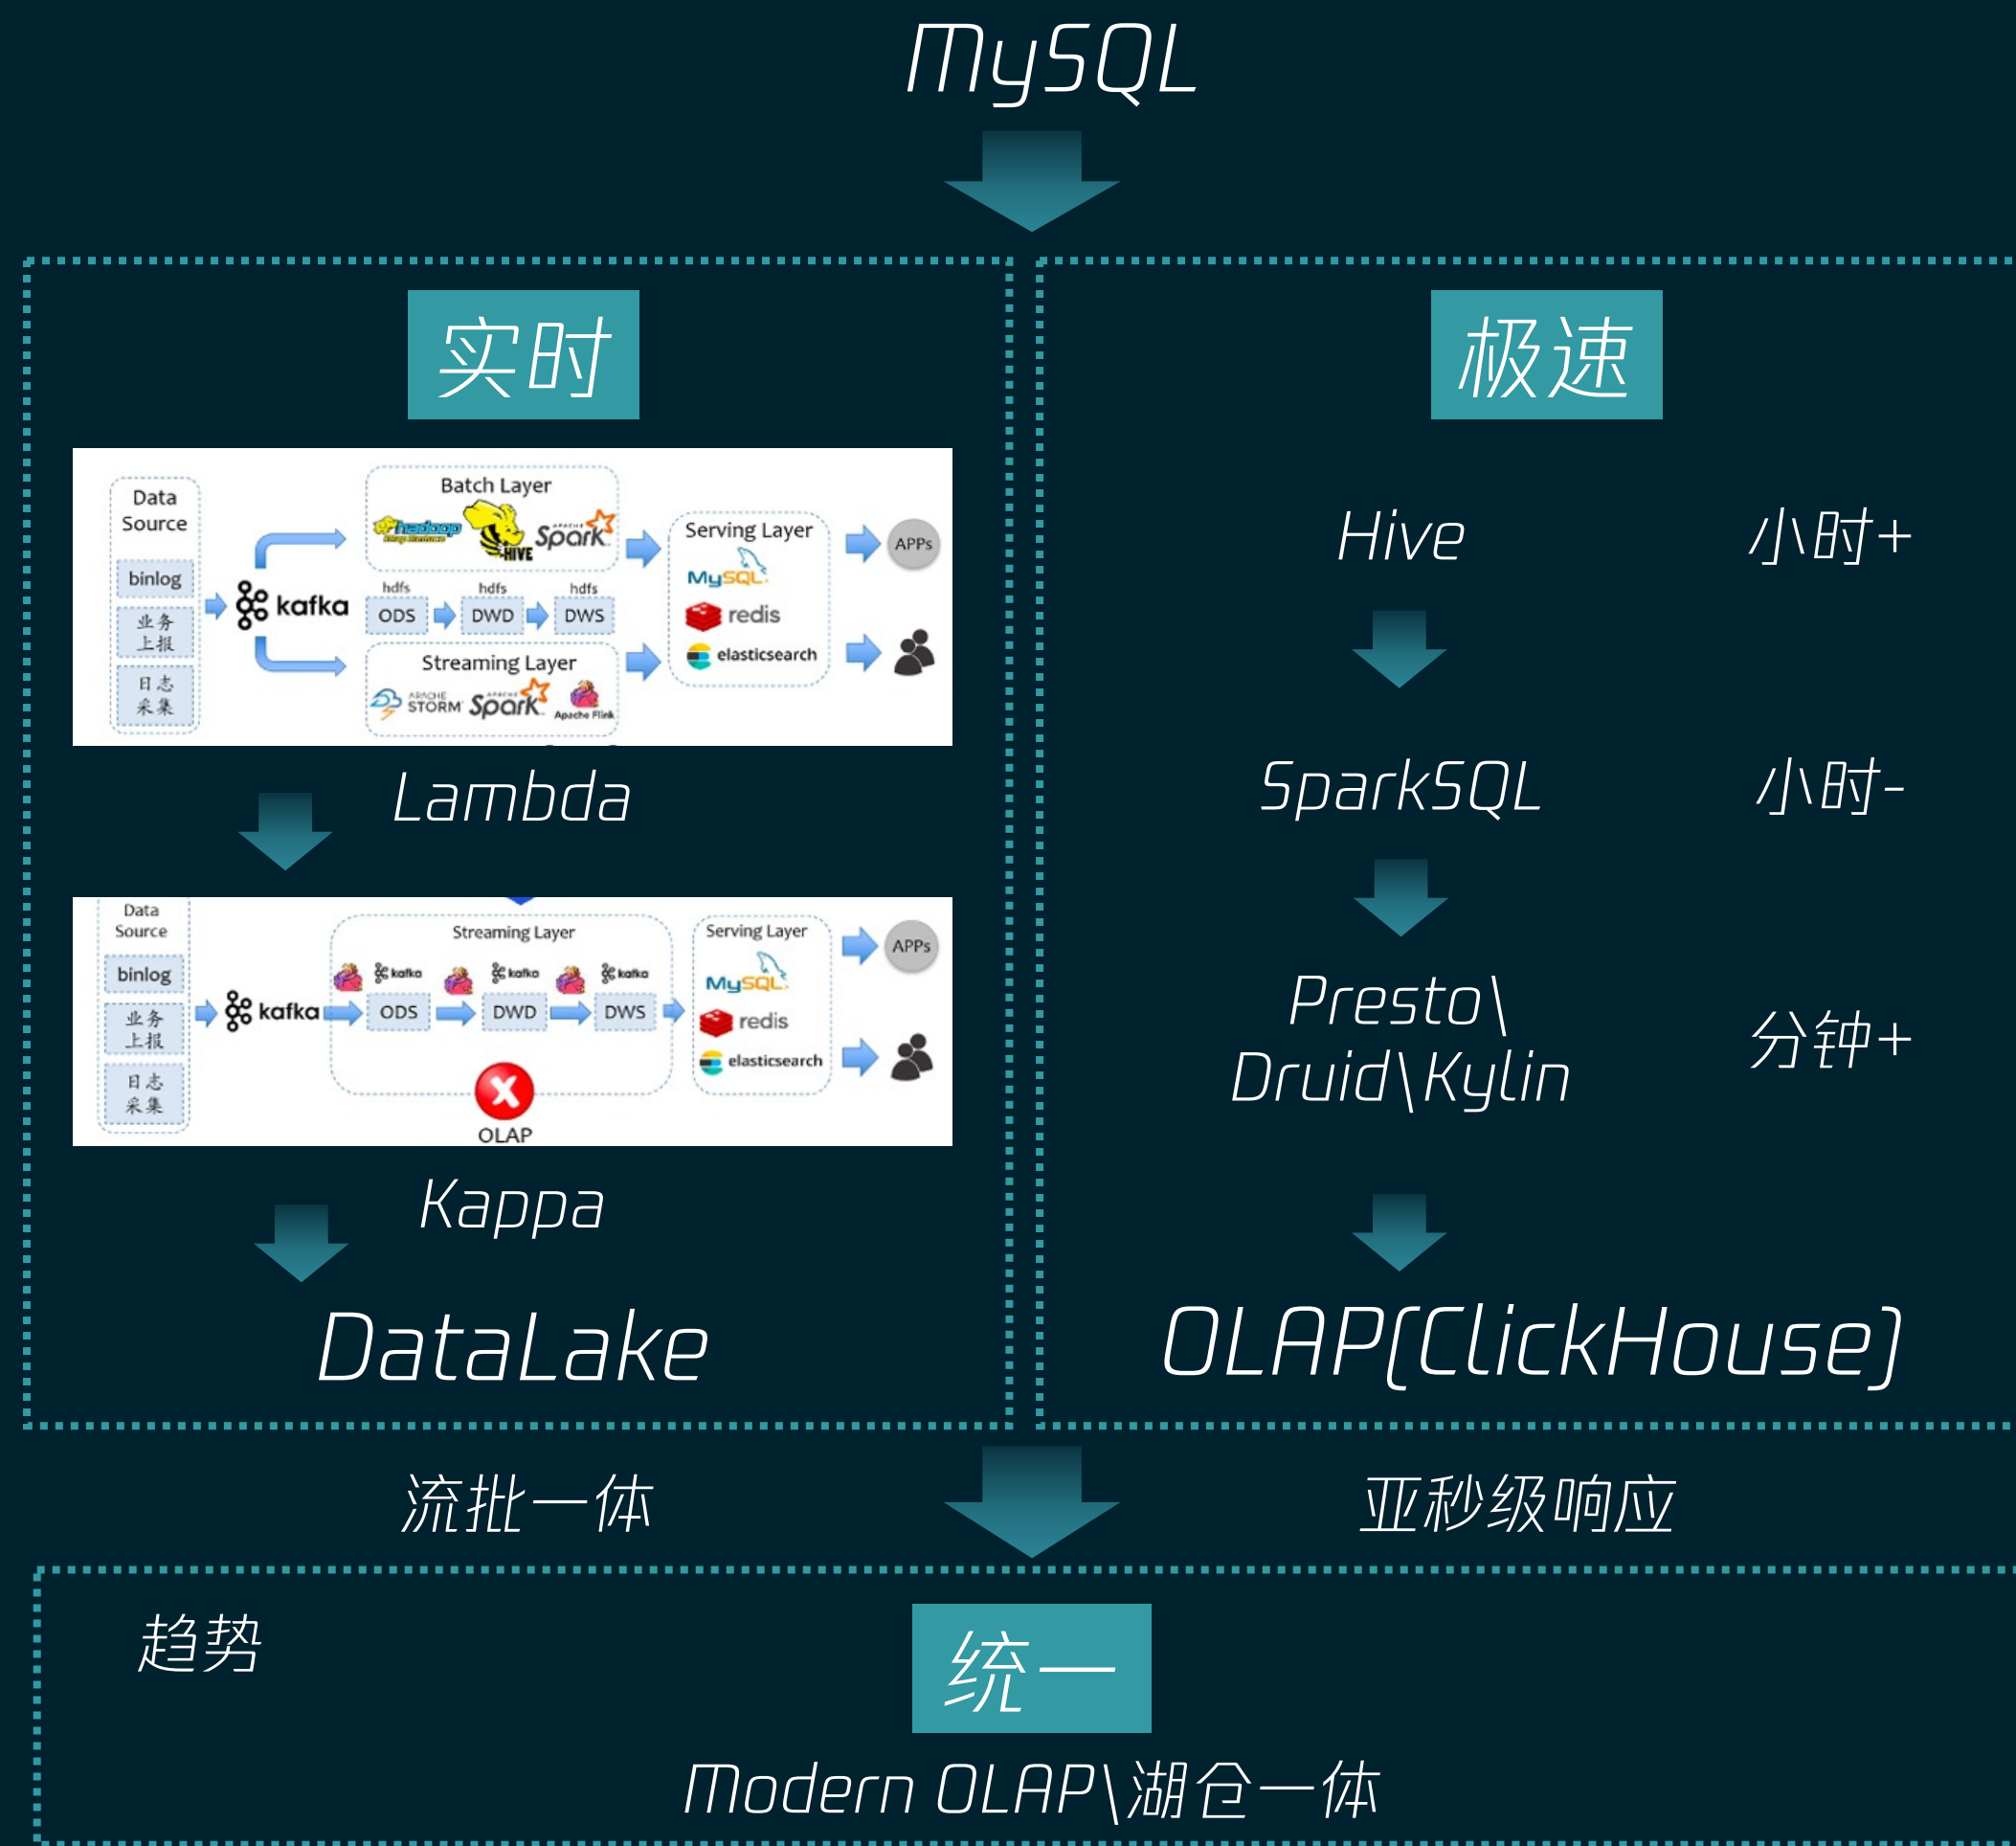 MySQL
实时
Data
Source
binlog
业务
上报
日志
采集
kafka
Batch Layer
hadoop
HIVE
APACHE
Spark
hdfs
hdfs
hdfs
ODS
DWD
DWS
Streaming Layer
APACHE
STORM
APACHE
Spark
Apache Flink
Serving Layer
MySQL
redis
elasticsearch
APPs
Lambda
Data
Source
binlog
业务
上报
日志
采集
kafka
Streaming Layer
kafka
kafka
kafka
ODS
DWD
DWS
OLAP
Serving Layer
MySQL
redis
elasticsearch
APPs
Kappa
DataLake
流批一体
极速
Hive 小时+
SparkSQL 小时-
Presto\
Druid\Kylin
分钟+
OLAP(ClickHouse)
亚秒级响应
趋势
统一
Modern OLAP\湖仓一体